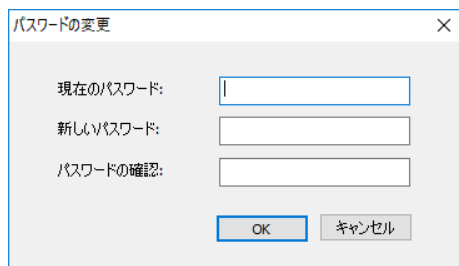 パスワードの変更
現在のパスワード:
新しいパスワード:
パスワードの確認:
OK キャンセル